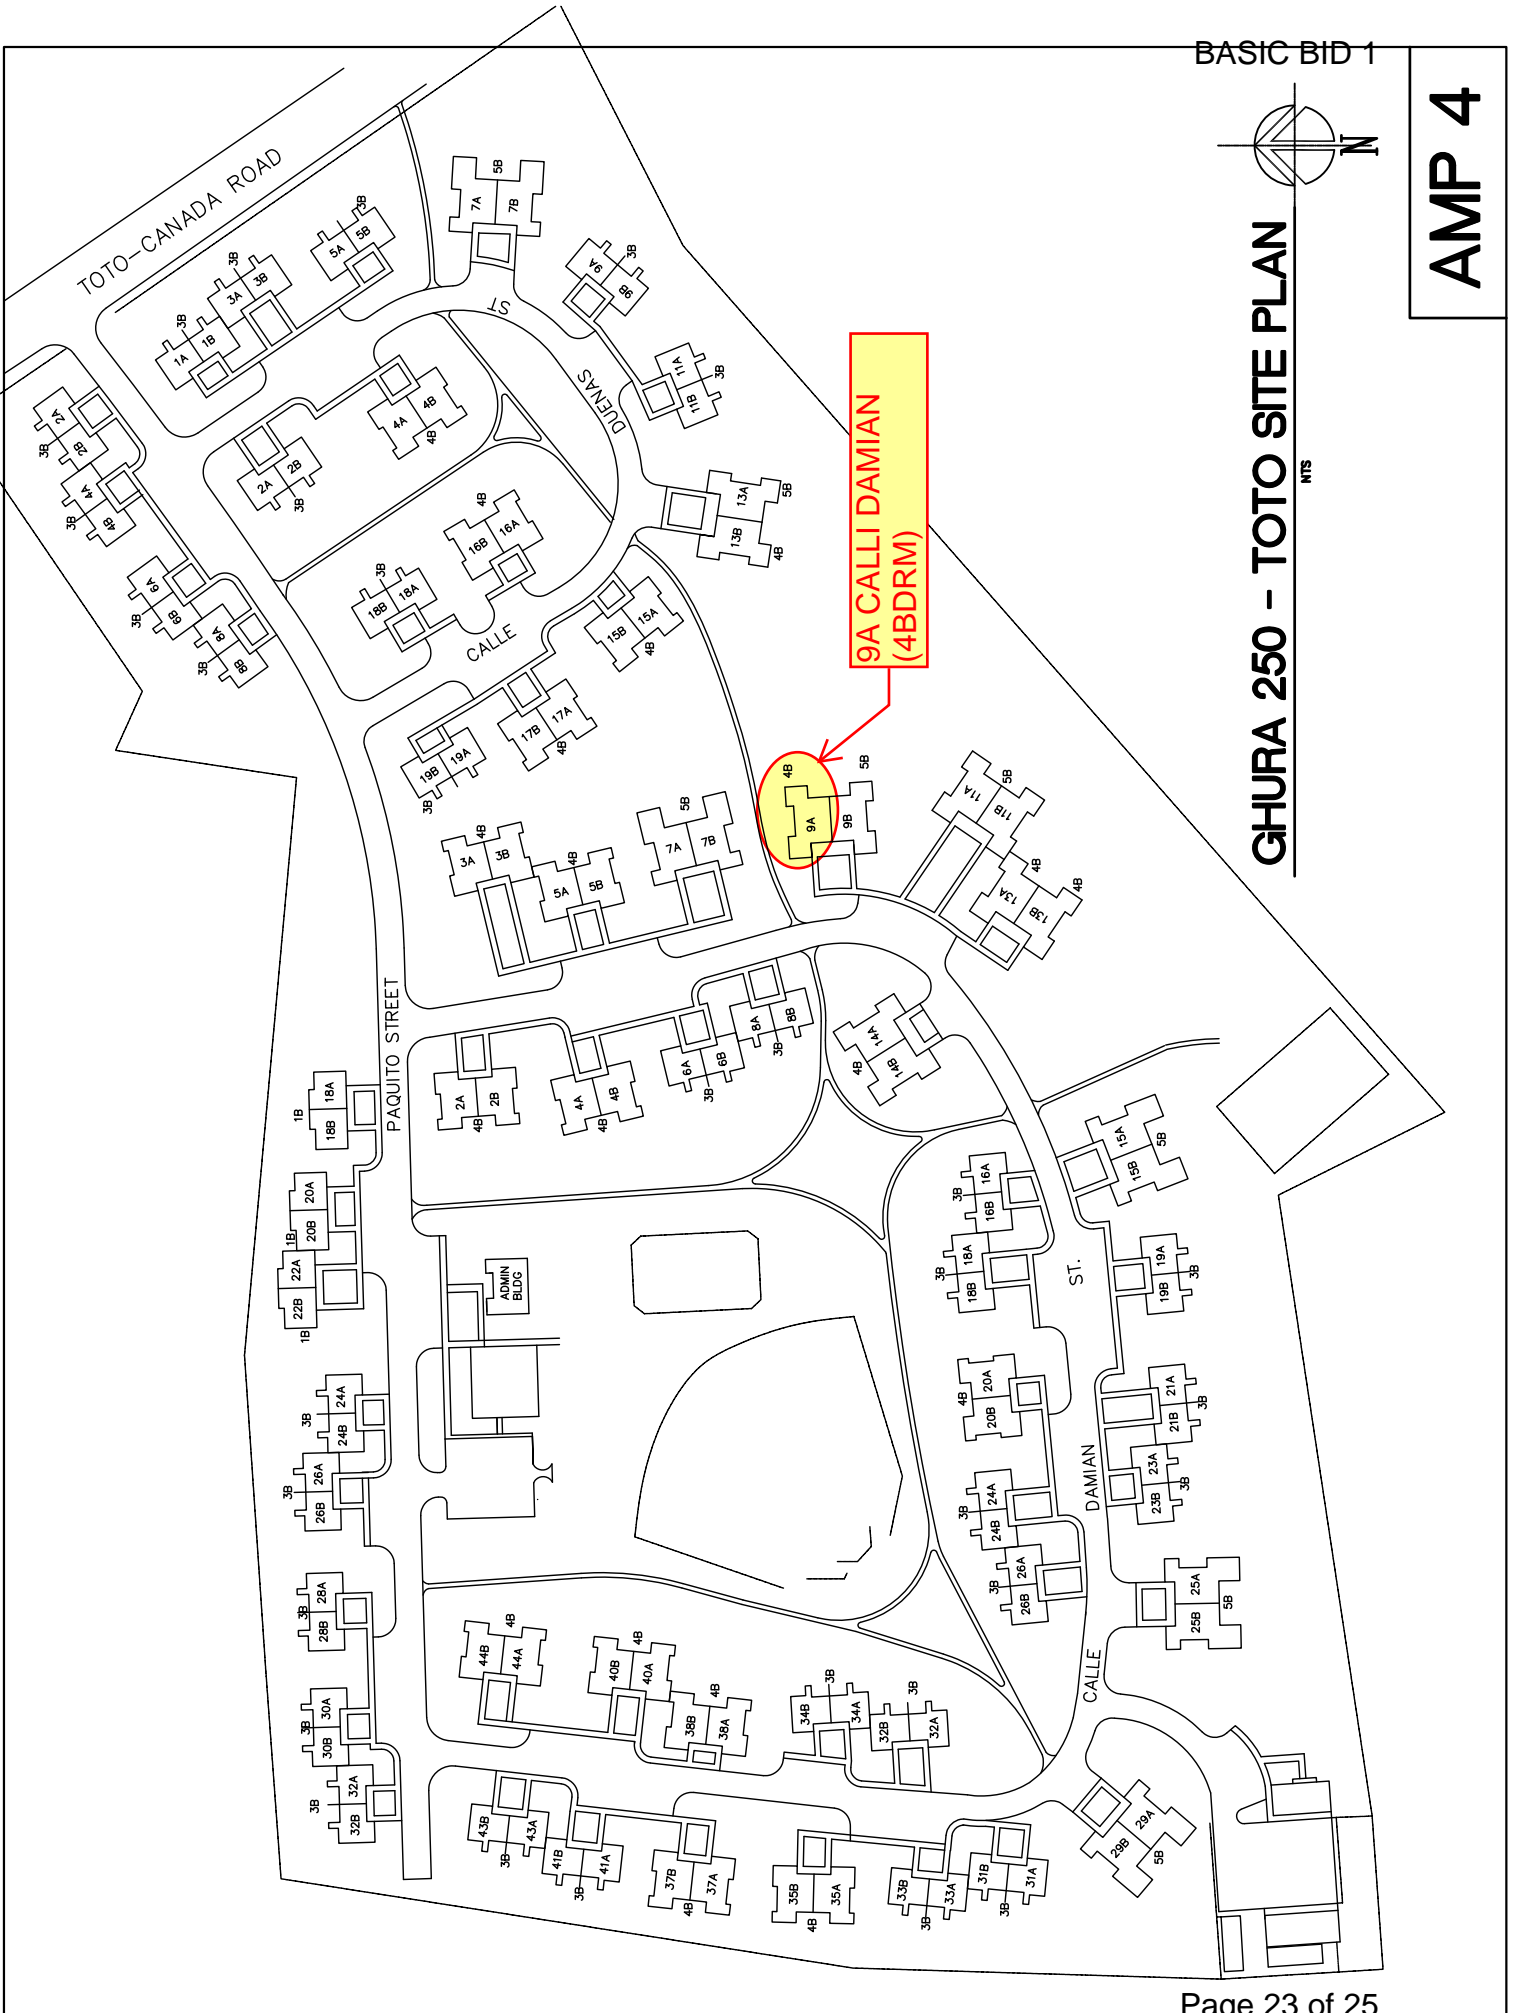 BASIC BID 1
AMP 4
N
GHURA 250 - TOTO SITE PLAN
NTS
TOTO-CANADA ROAD
5B
7A
7B
3B
5A
5B
3B
3A
3B
3B
1A
1B
3B
9A
9B
ST
DUENAS
3B
11A
11B
2A
2B
3B
4A
4B
3B
4A
4B
4B
2A
2B
3B
6A
6B
3B
8A
8B
3B
4B
16B
16A
3B
18B
18A
CALLE
13A
13B
5B
4B
15B
15A
4B
17B
17A
4B
19B
19A
3B
9A CALLI DAMIAN
(4BDRM)
4B
5B
9A
9B
4B
3A
3B
4B
5A
5B
5B
7A
7B
11A
11B
5B
13A
13B
4B
4B
PAQUITO STREET
2A
2B
4B
4A
4B
4B
6A
6B
3B
8A
8B
3B
14A
14B
4B
15A
15B
5B
18A
18B
1B
20A
20B
1B
22A
22B
1B
ADMIN
BLDG
16A
16B
3B
18A
18B
3B
ST.
19A
19B
3B
24A
24B
3B
26A
26B
3B
20A
20B
4B
21A
21B
3B
23A
23B
3B
DAMIAN
24A
24B
3B
26A
26B
3B
28A
28B
3B
25A
25B
5B
CALLE
44B
44A
4B
40B
40A
4B
38B
38A
4B
34B
34A
3B
32B
32A
3B
30A
30B
3B
32A
32B
3B
43B
43A
3B
41B
41A
3B
37B
37A
4B
35B
35A
4B
33B
33A
3B
31B
31A
3B
29A
29B
5B
Page 23 of 25